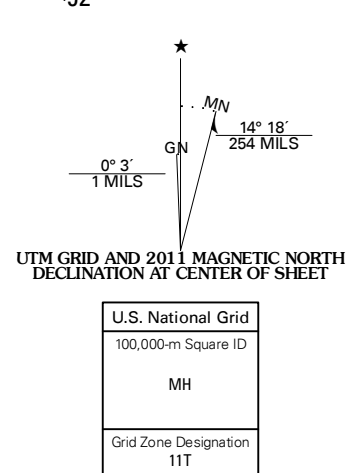 ★
MN
14° 18´
254 MILS
GN
0° 3´
1 MILS
UTM GRID AND 2011 MAGNETIC NORTH
DECLINATION AT CENTER OF SHEET
U.S. National Grid
100,000-m Square ID
MH
Grid Zone Designation
11T